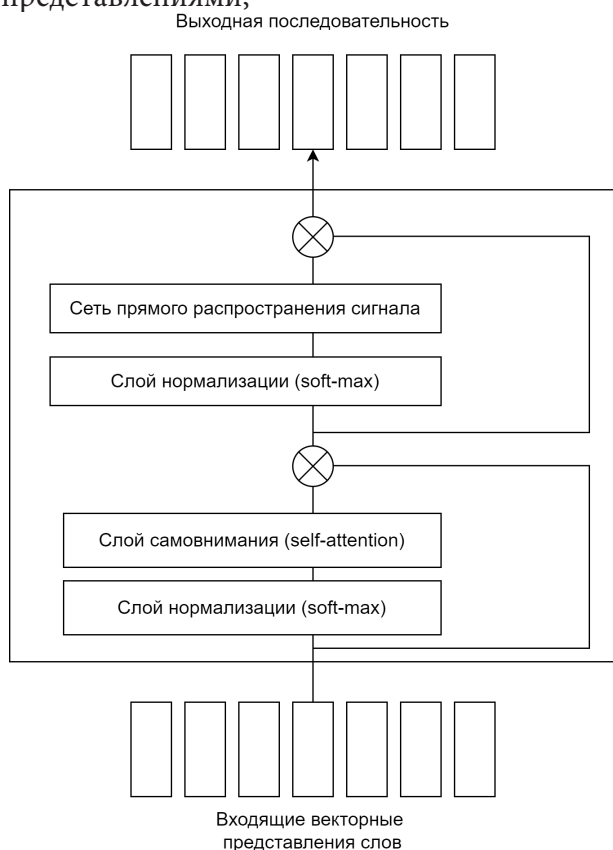 представлениями,
Выходная последовательность
Сеть прямого распространения сигнала
Слой нормализации (soft-max)
Слой самовнимания (self-attention)
Слой нормализации (soft-max)
Входящие векторные
представления слов